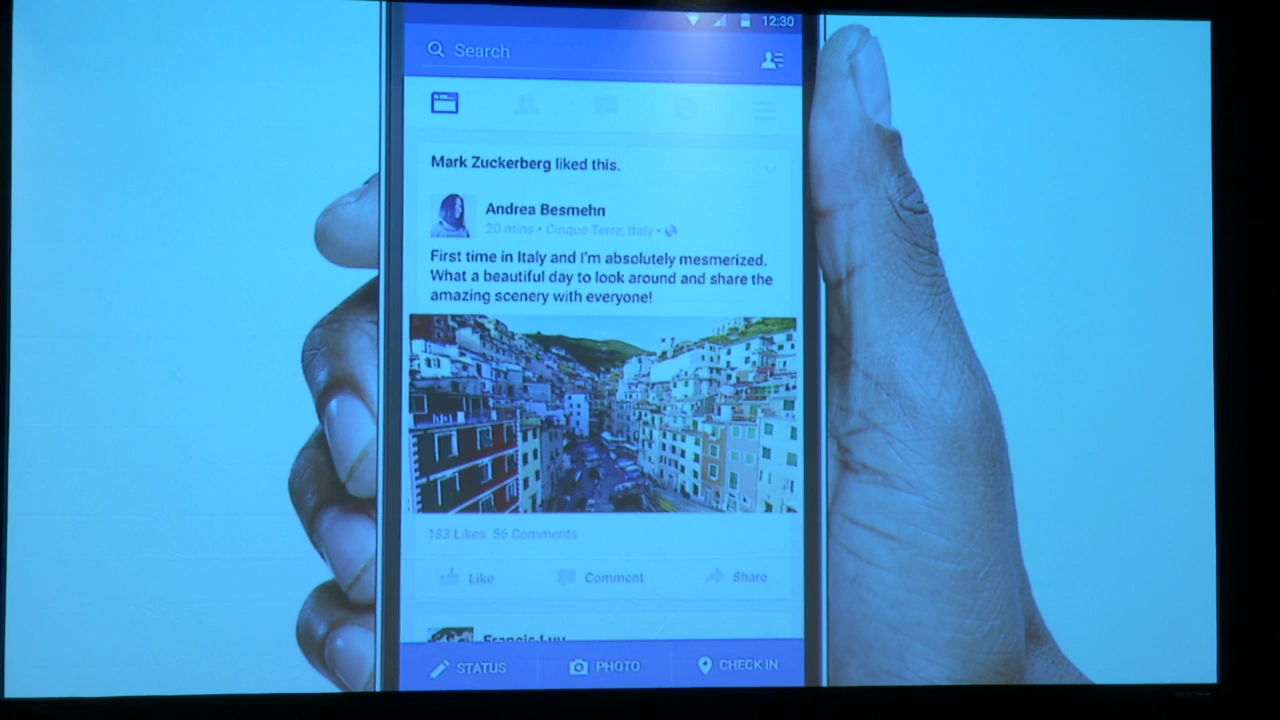 12:30
Search
Mark Zuckerberg liked this.
Andrea Besmehn
20 mins • Cinque Terre, Italy •
First time in Italy and I'm absolutely mesmerized.
What a beautiful day to look around and share the
amazing scenery with everyone!
183 Likes 56 Comments
Like Comment Share
Francis Luu
STATUS PHOTO CHECK IN